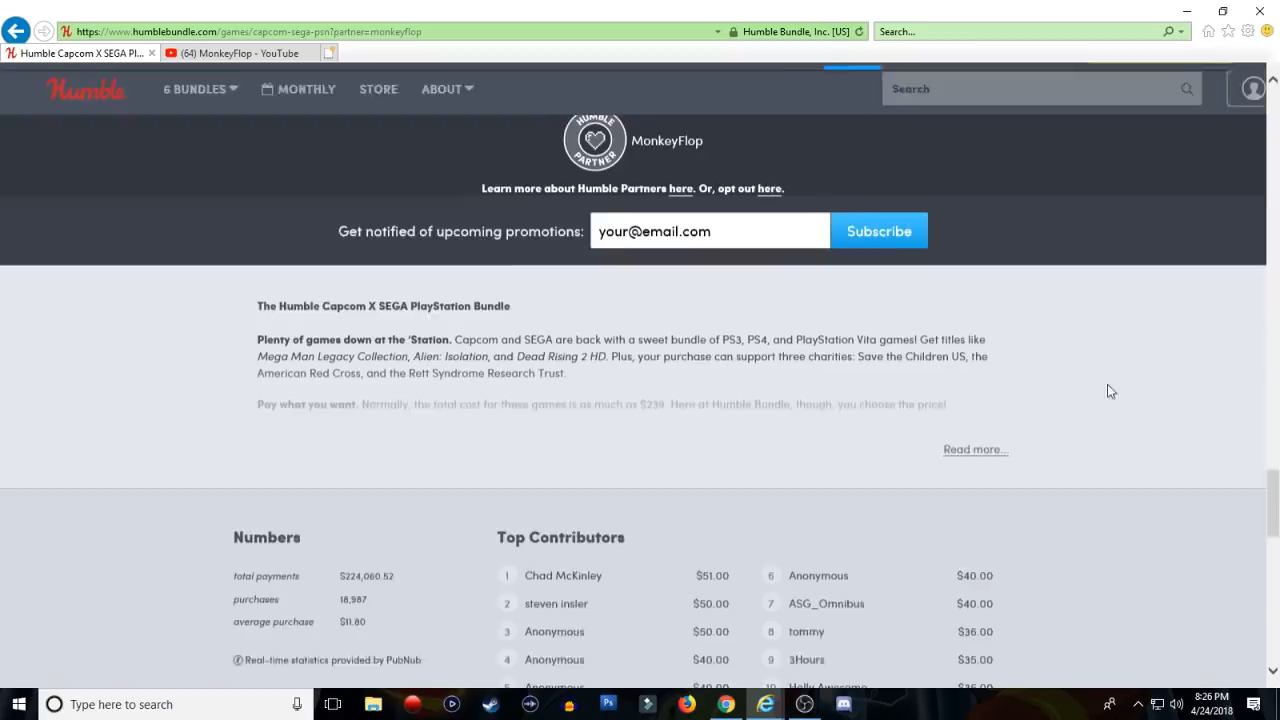 https://www.humblebundle.com/games/capcom-sega-psn?partner=monkeyflop
Humble Bundle, Inc. [US]
Search...
Humble Capcom X SEGA Pl...
(64) MonkeyFlop - YouTube
Humble
6 BUNDLES
MONTHLY
STORE
ABOUT
Search
HUMBLE PARTNER
MonkeyFlop
Learn more about Humble Partners here. Or, opt out here.
Get notified of upcoming promotions:
your@email.com
Subscribe
The Humble Capcom X SEGA PlayStation Bundle
Plenty of games down at the 'Station. Capcom and SEGA are back with a sweet bundle of PS3, PS4, and PlayStation Vita games! Get titles like
Mega Man Legacy Collection, Alien: Isolation, and Dead Rising 2 HD. Plus, your purchase can support three charities: Save the Children US, the
American Red Cross, and the Rett Syndrome Research Trust.
Pay what you want. Normally, the total cost for these games is as much as $239. Here at Humble Bundle, though, you choose the price!
Read more...
Numbers
total payments $224,060.52
purchases 18,987
average purchase $11.80
Real-time statistics provided by PubNub
Top Contributors
1 Chad McKinley $51.00
2 steven insler $50.00
3 Anonymous $50.00
4 Anonymous $40.00
5 Anonymous $40.00
6 Anonymous $40.00
7 ASG_Omnibus $40.00
8 tommy $36.00
9 3Hours $35.00
10 Holly Awesome
Type here to search
8:26 PM
4/24/2018